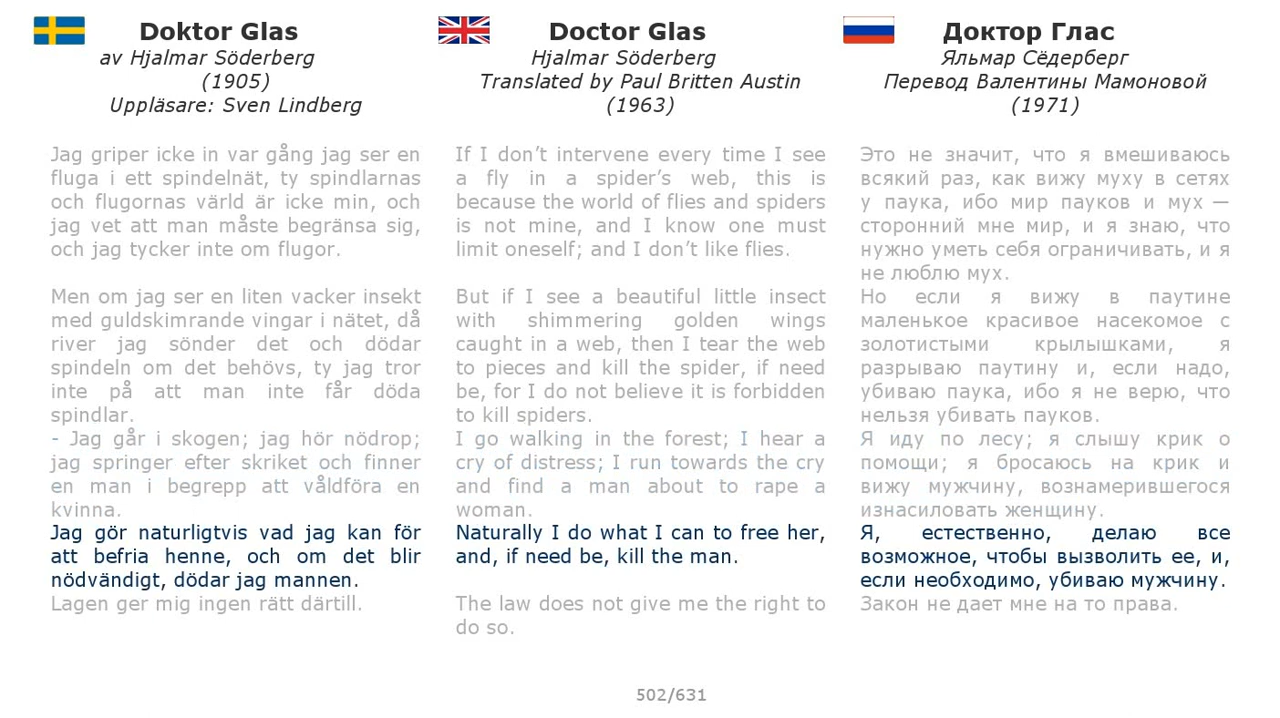 Doktor Glas
av Hjalmar Söderberg
(1905)
Uppläsare: Sven Lindberg
Jag griper icke in var gång jag ser en
fluga i ett spindelnät, ty spindlarnas
och flugornas värld är icke min, och
jag vet att man måste begränsa sig,
och jag tycker inte om flugor.
Men om jag ser en liten vacker insekt
med guldskimrande vingar i nätet, då
river jag sönder det och dödar
spindeln om det behövs, ty jag tror
inte på att man inte får döda
spindlar.
- Jag går i skogen; jag hör nödrop;
jag springer efter skriket och finner
en man i begrepp att våldföra en
kvinna.
Jag gör naturligtvis vad jag kan för
att befria henne, och om det blir
nödvändigt, dödar jag mannen.
Lagen ger mig ingen rätt därtill.
Doctor Glas
Hjalmar Söderberg
Translated by Paul Britten Austin
(1963)
If I don’t intervene every time I see
a fly in a spider’s web, this is
because the world of flies and spiders
is not mine, and I know one must
limit oneself; and I don’t like flies.
But if I see a beautiful little insect
with shimmering golden wings
caught in a web, then I tear the web
to pieces and kill the spider, if need
be, for I do not believe it is forbidden
to kill spiders.
I go walking in the forest; I hear a
cry of distress; I run towards the cry
and find a man about to rape a
woman.
Naturally I do what I can to free her,
and, if need be, kill the man.
The law does not give me the right to
do so.
Доктор Глас
Яльмар Сёдерберг
Перевод Валентины Мамоновой
(1971)
Это не значит, что я вмешиваюсь
всякий раз, как вижу муху в сетях
у паука, ибо мир пауков и мух —
сторонний мне мир, и я знаю, что
нужно уметь себя ограничивать, и я
не люблю мух.
Но если я вижу в паутине
маленькое красивое насекомое с
золотистыми крылышками, я
разрываю паутину и, если надо,
убиваю паука, ибо я не верю, что
нельзя убивать пауков.
Я иду по лесу; я слышу крик о
помощи; я бросаюсь на крик и
вижу мужчину, вознамерившегося
изнасиловать женщину.
Я, естественно, делаю все
возможное, чтобы вызволить ее, и,
если необходимо, убиваю мужчину.
Закон не дает мне на то права.
502/631